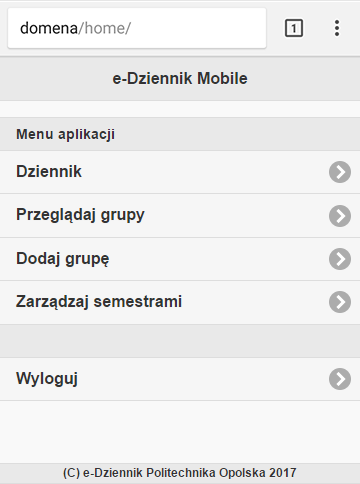 domena/home/
1
e-Dziennik Mobile
Menu aplikacji
Dziennik
Przeglądaj grupy
Dodaj grupę
Zarządzaj semestrami
Wyloguj
(C) e-Dziennik Politechnika Opolska 2017